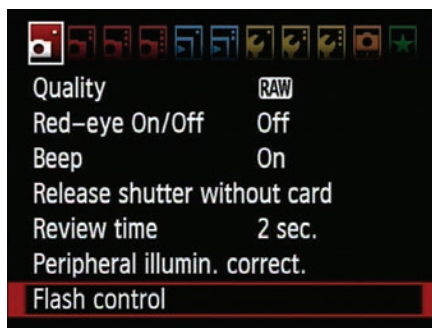 Quality RAW
Red-eye On/Off Off
Beep On
Release shutter without card
Review time 2 sec.
Peripheral illumin. correct.
Flash control